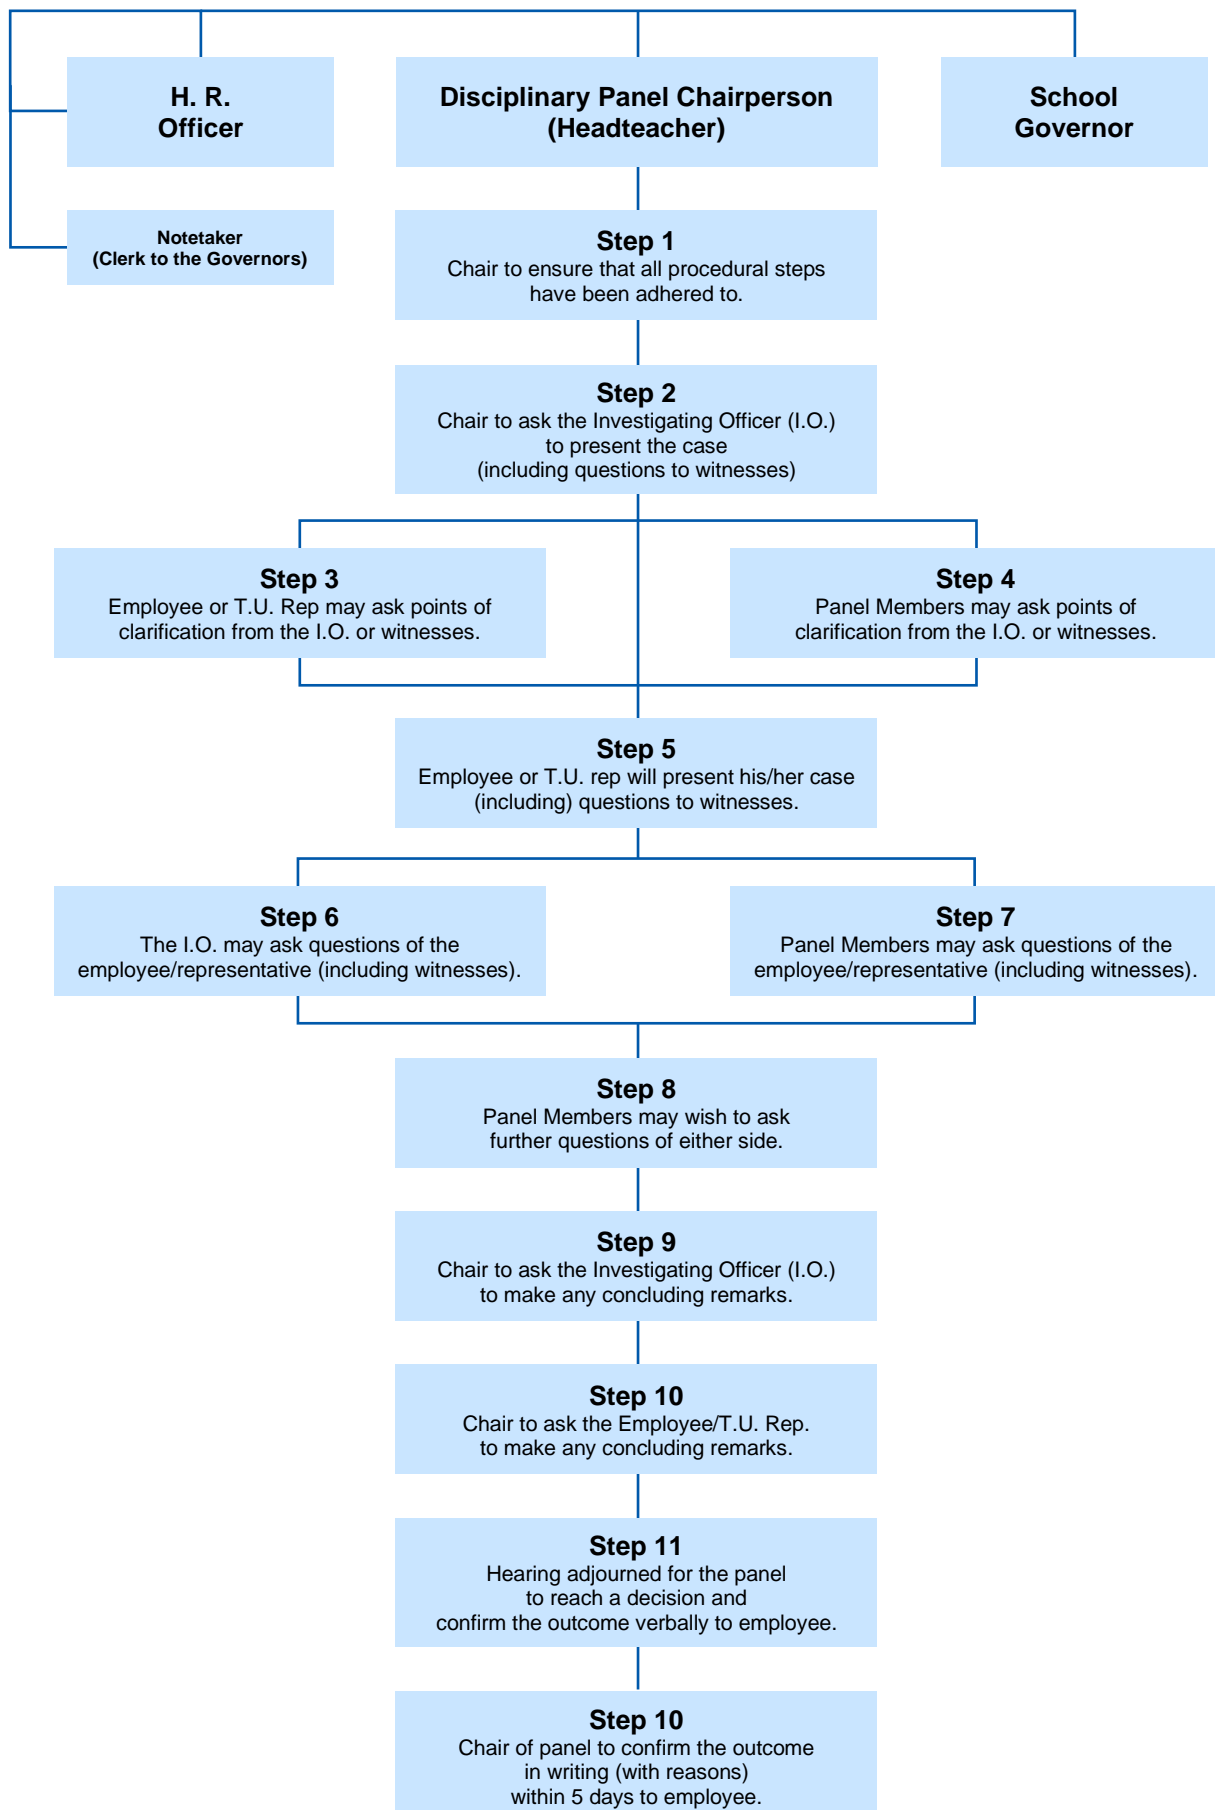 H. R.
Officer
Disciplinary Panel Chairperson
(Headteacher)
School
Governor
Notetaker
(Clerk to the Governors)
Step 1
Chair to ensure that all procedural steps
have been adhered to.
Step 2
Chair to ask the Investigating Officer (I.O.)
to present the case
(including questions to witnesses)
Step 3
Employee or T.U. Rep may ask points of
clarification from the I.O. or witnesses.
Step 4
Panel Members may ask points of
clarification from the I.O. or witnesses.
Step 5
Employee or T.U. rep will present his/her case
(including) questions to witnesses.
Step 6
The I.O. may ask questions of the
employee/representative (including witnesses).
Step 7
Panel Members may ask questions of the
employee/representative (including witnesses).
Step 8
Panel Members may wish to ask
further questions of either side.
Step 9
Chair to ask the Investigating Officer (I.O.)
to make any concluding remarks.
Step 10
Chair to ask the Employee/T.U. Rep.
to make any concluding remarks.
Step 11
Hearing adjourned for the panel
to reach a decision and
confirm the outcome verbally to employee.
Step 10
Chair of panel to confirm the outcome
in writing (with reasons)
within 5 days to employee.